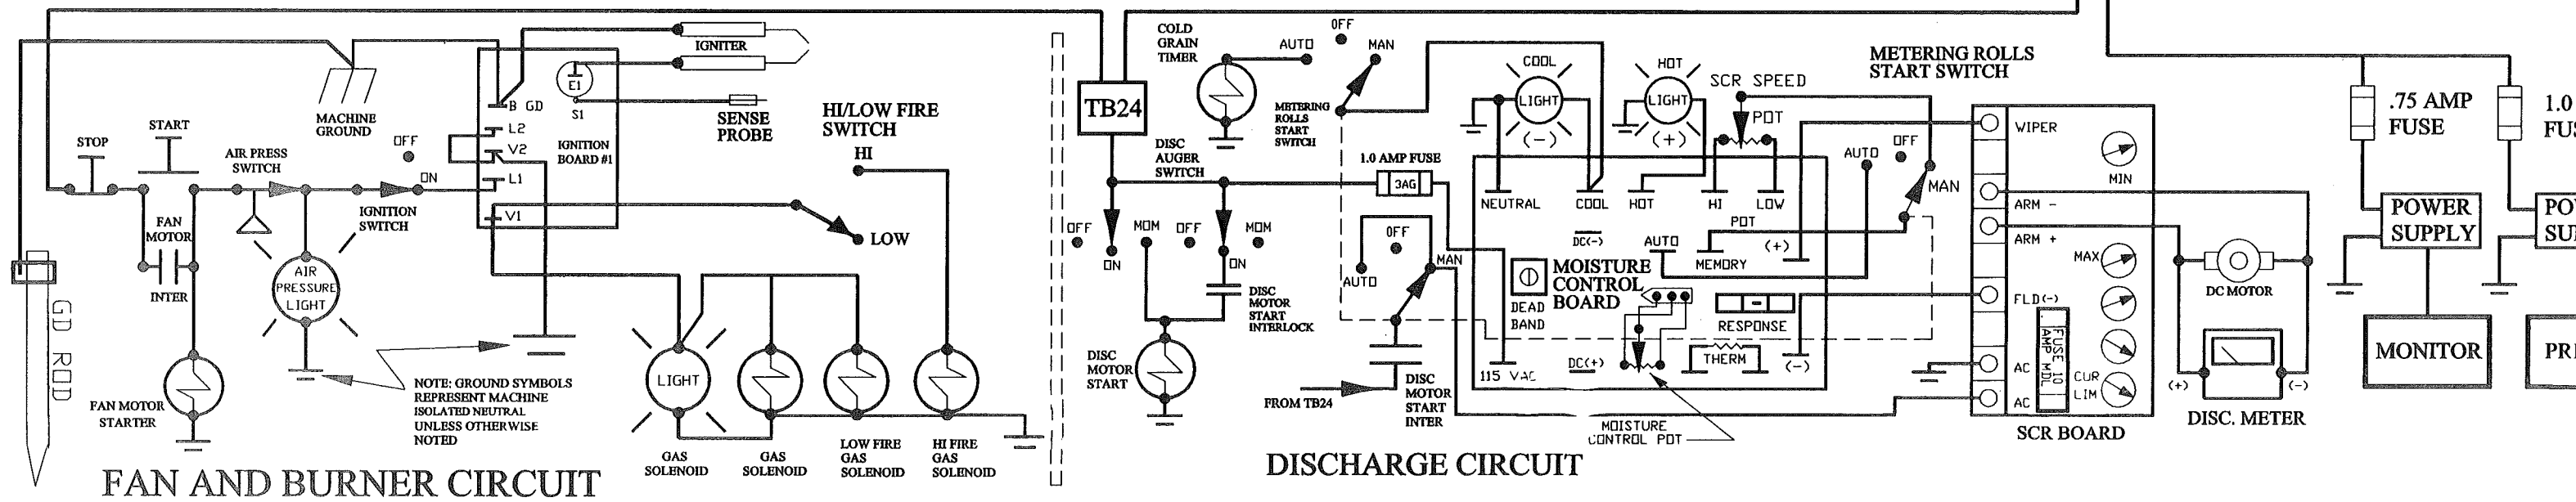 STOP
START
FAN
MOTOR
INTER
GD ROD
MACHINE
GROUND
AIR PRESS
SWITCH
OFF
ON
IGNITION
SWITCH
AIR
PRESSURE
LIGHT
FAN MOTOR
STARTER
NOTE: GROUND SYMBOLS
REPRESENT MACHINE
ISOLATED NEUTRAL
UNLESS OTHERWISE
NOTED
B GD
L2
V2
L1
V1
E1
S1
IGNITION
BOARD #1
IGNITER
SENSE
PROBE
HI/LOW FIRE
SWITCH
HI
LOW
LIGHT
GAS
SOLENOID
GAS
SOLENOID
LOW FIRE
GAS
SOLENOID
HI FIRE
GAS
SOLENOID
FAN AND BURNER CIRCUIT
TB24
COLD
GRAIN
TIMER
AUTO
OFF
MAN
METERING
ROLLS
START
SWITCH
DISC
AUGER
SWITCH
OFF
ON
MOM
OFF
ON
MOM
DISC
MOTOR
START
INTERLOCK
DISC
MOTOR
START
1.0 AMP FUSE
3AG
OFF
AUTO
MAN
FROM TB24
DISC
MOTOR
START
INTER
COOL
LIGHT
(-)
HOT
LIGHT
(+)
SCR SPEED
POT
METERING ROLLS
START SWITCH
AUTO
OFF
MAN
NEUTRAL
COOL
HOT
HI
LOW
POT
DC(-)
AUTO
MEMORY
(+)
MOISTURE
CONTROL
BOARD
DEAD
BAND
RESPONSE
THERM
(-)
115 VAC
DC(+)
MOISTURE
CONTROL POT
DISCHARGE CIRCUIT
WIPER
MIN
ARM -
ARM +
MAX
FLD(-)
FUSE 10
AMP MDL
AC
CUR
LIM
AC
SCR BOARD
DC MOTOR
(+)
(-)
DISC. METER
.75 AMP
FUSE
POWER
SUPPLY
MONITOR
1.0